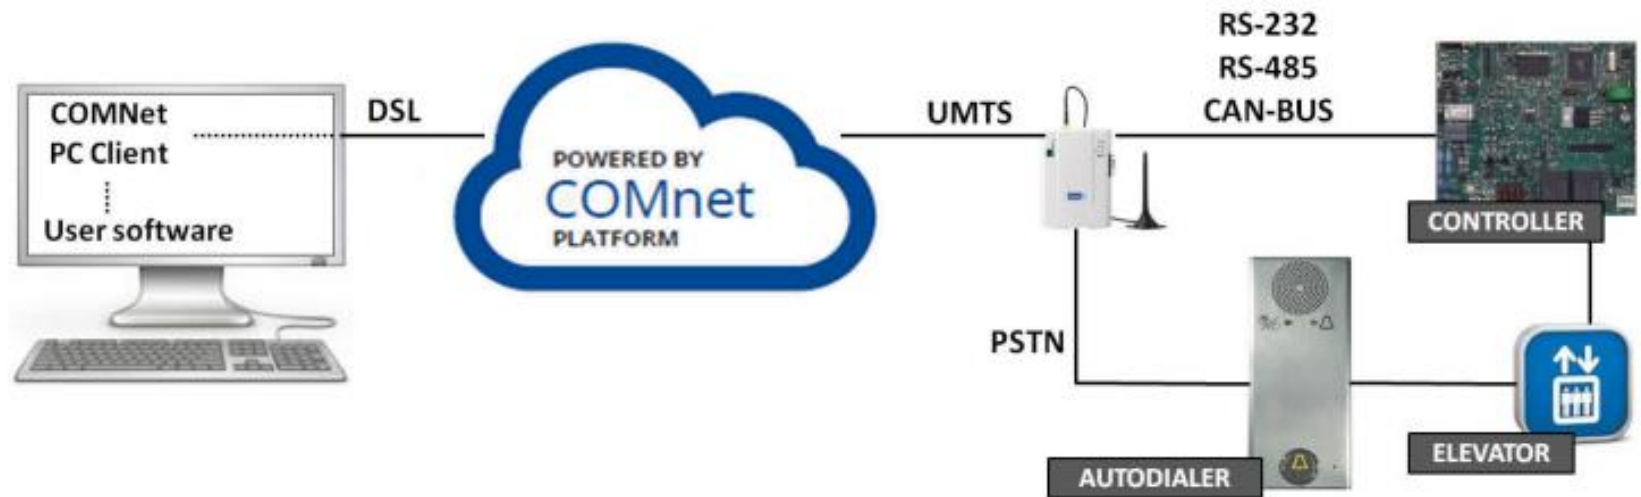 COMNet
PC Client
User software
DSL
POWERED BY
COMnet
PLATFORM
UMTS
RS-232
RS-485
CAN-BUS
CONTROLLER
PSTN
AUTODIALER
ELEVATOR